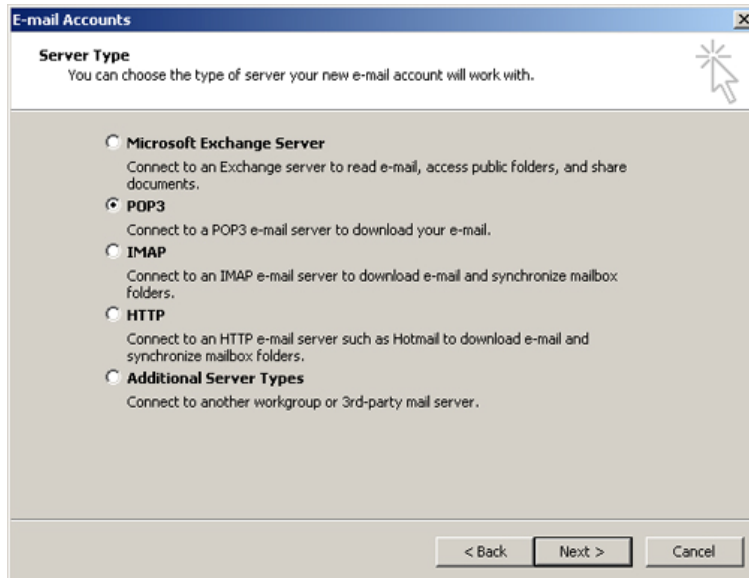 E-mail Accounts
Server Type
You can choose the type of server your new e-mail account will work with.
Microsoft Exchange Server
Connect to an Exchange server to read e-mail, access public folders, and share
documents.
POP3
Connect to a POP3 e-mail server to download your e-mail.
IMAP
Connect to an IMAP e-mail server to download e-mail and synchronize mailbox
folders.
HTTP
Connect to an HTTP e-mail server such as Hotmail to download e-mail and
synchronize mailbox folders.
Additional Server Types
Connect to another workgroup or 3rd-party mail server.
< Back Next > Cancel